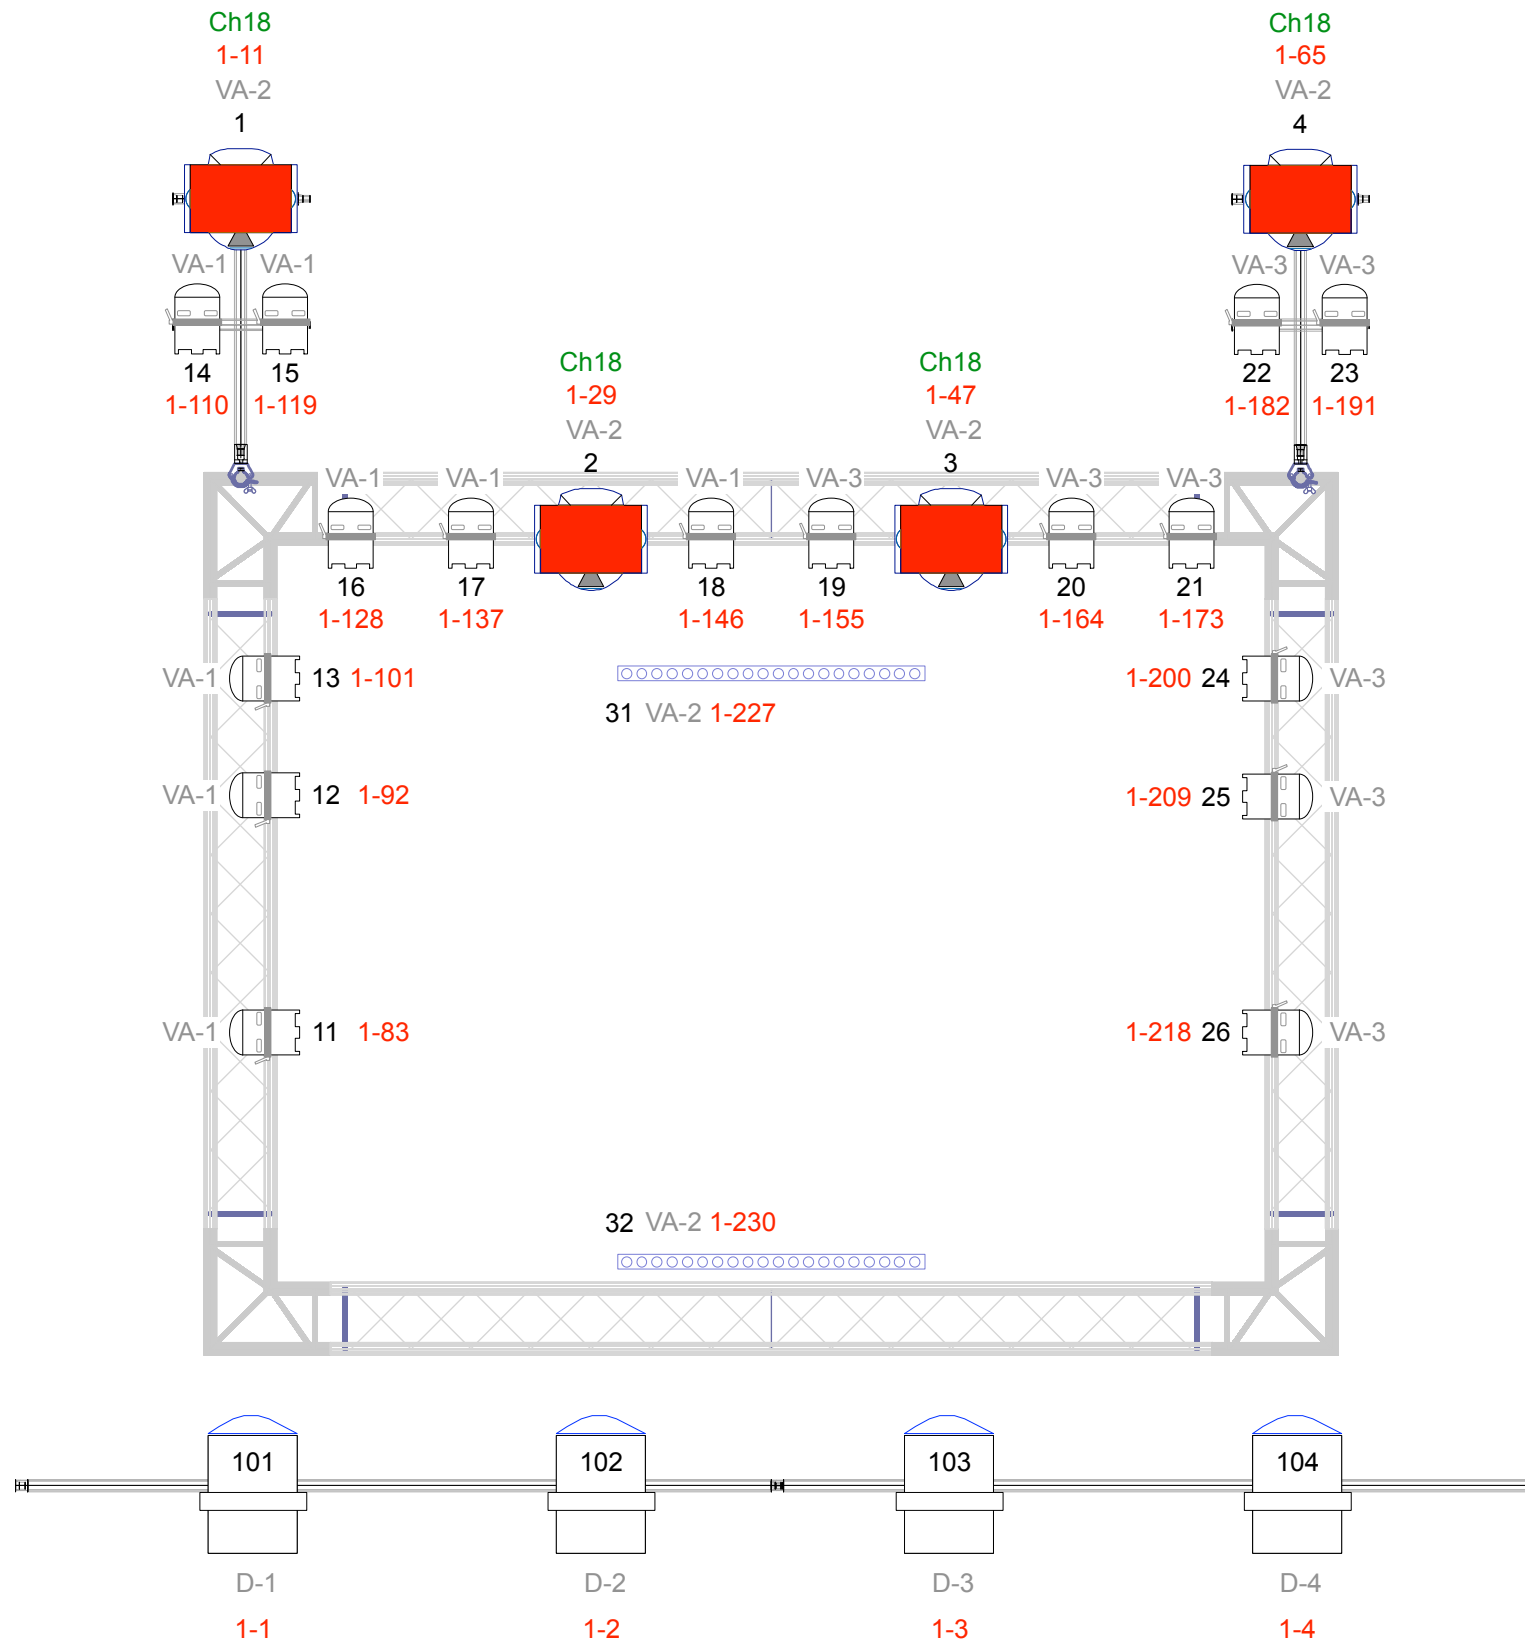 Ch18
1-11
VA-2
1
Ch18
1-65
VA-2
4
VA-1 VA-1
14 15
1-110 1-119
VA-3 VA-3
22 23
1-182 1-191
Ch18
1-29
VA-2
2
Ch18
1-47
VA-2
3
VA-1 VA-1 VA-1 VA-3 VA-3 VA-3
16 17 18 19 20 21
1-128 1-137 1-146 1-155 1-164 1-173
VA-1 13 1-101
1-200 24 VA-3
31 VA-2 1-227
VA-1 12 1-92
1-209 25 VA-3
VA-1 11 1-83
1-218 26 VA-3
32 VA-2 1-230
101 102 103 104
D-1 D-2 D-3 D-4
1-1 1-2 1-3 1-4